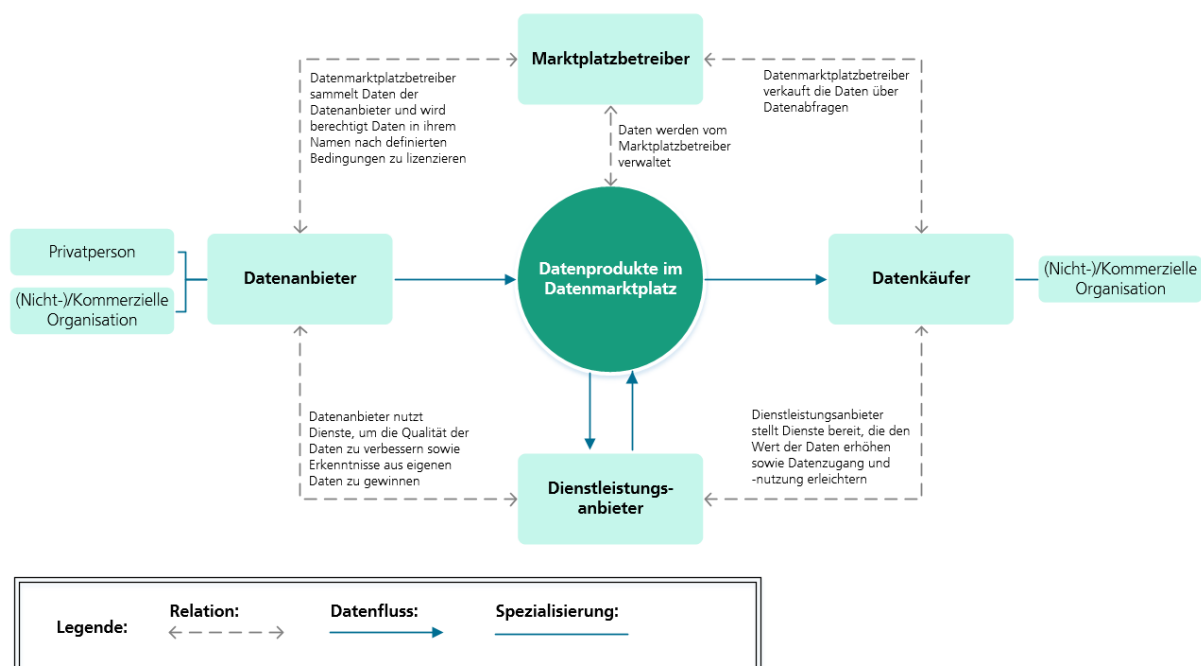 Marktplatzbetreiber
Datenmarktplatzbetreiber
sammelt Daten der
Datenanbieter und wird
berechtigt Daten in ihrem
Namen nach definierten
Bedingungen zu lizenzieren
Datenmarktplatzbetreiber
verkauft die Daten über
Datenabfragen
Daten werden vom
Marktplatzbetreiber
verwaltet
Privatperson
(Nicht-)/Kommerzielle
Organisation
Datenanbieter
Datenprodukte im
Datenmarktplatz
Datenkäufer
(Nicht-)/Kommerzielle
Organisation
Datenanbieter nutzt
Dienste, um die Qualität der
Daten zu verbessern sowie
Erkenntnisse aus eigenen
Daten zu gewinnen
Dienstleistungsanbieter
stellt Dienste bereit, die den
Wert der Daten erhöhen
sowie Datenzugang und
-nutzung erleichtern
Dienstleistungs-
anbieter
Legende:
Relation:
Datenfluss:
Spezialisierung: